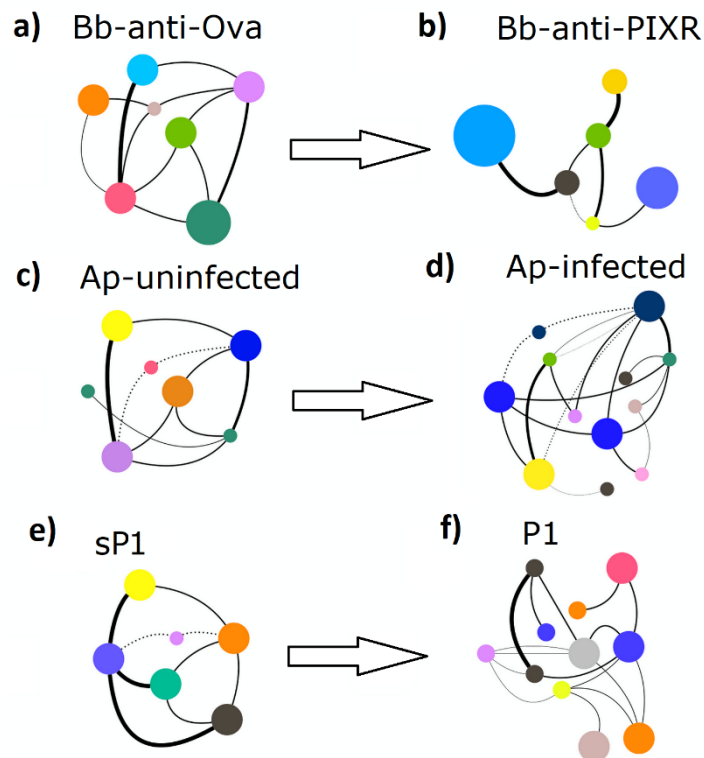 a) Bb-anti-Ova
b) Bb-anti-PIXR
c) Ap-uninfected
d) Ap-infected
e) sP1
f) P1